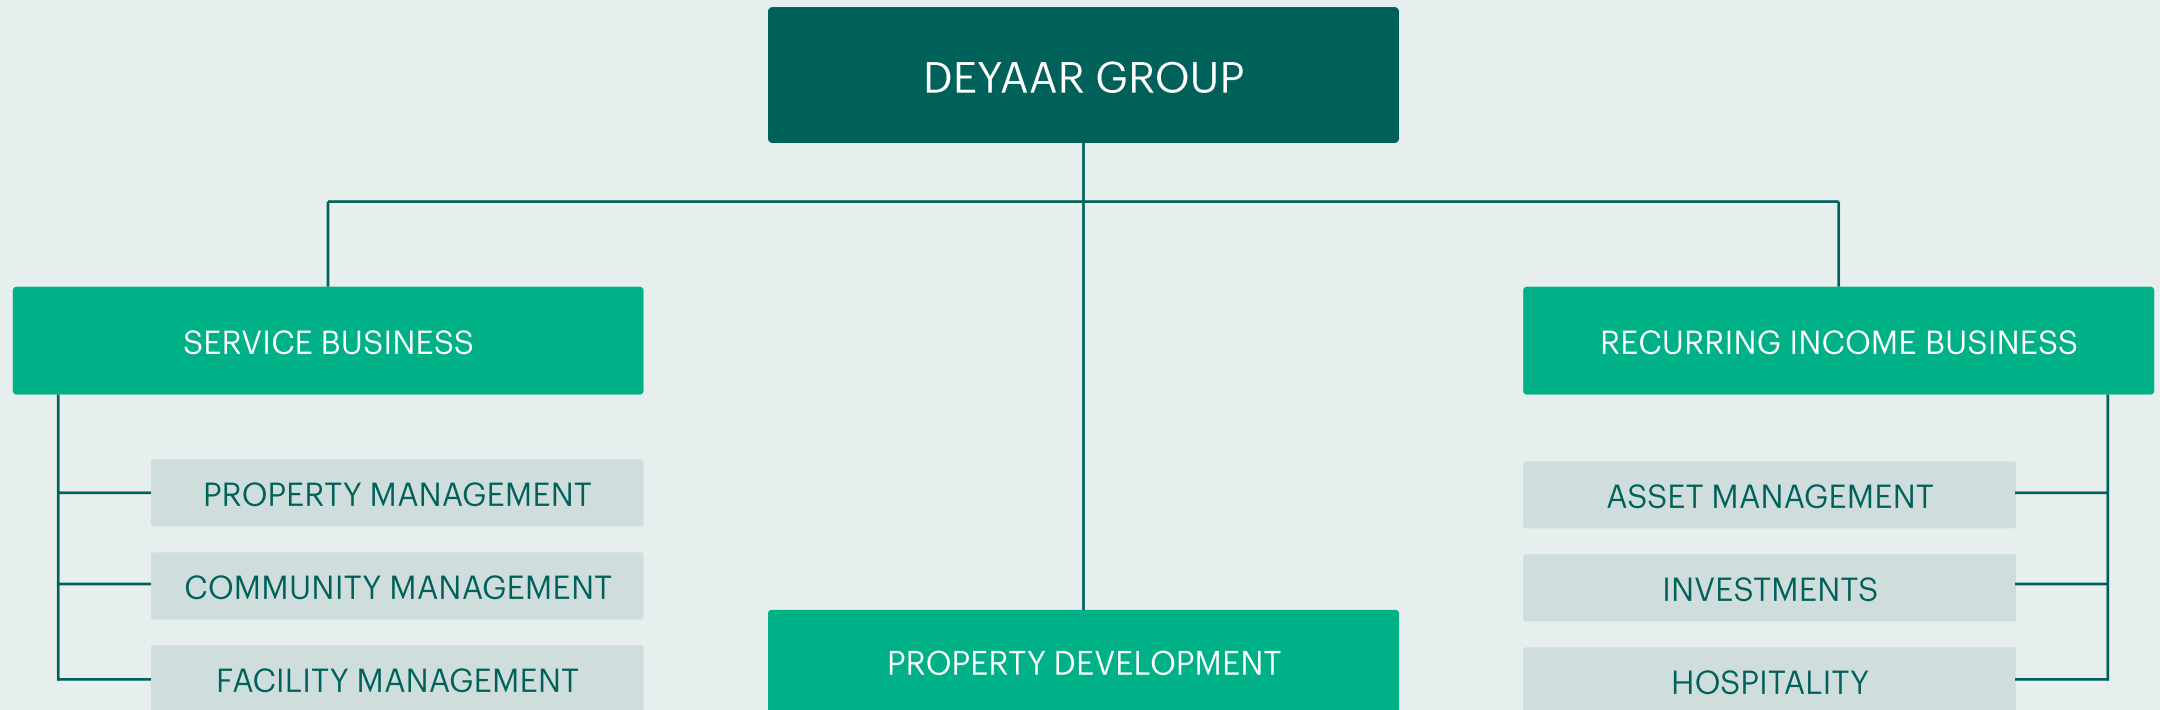 DEYAAR GROUP
SERVICE BUSINESS
RECURRING INCOME BUSINESS
PROPERTY MANAGEMENT
COMMUNITY MANAGEMENT
FACILITY MANAGEMENT
PROPERTY DEVELOPMENT
ASSET MANAGEMENT
INVESTMENTS
HOSPITALITY